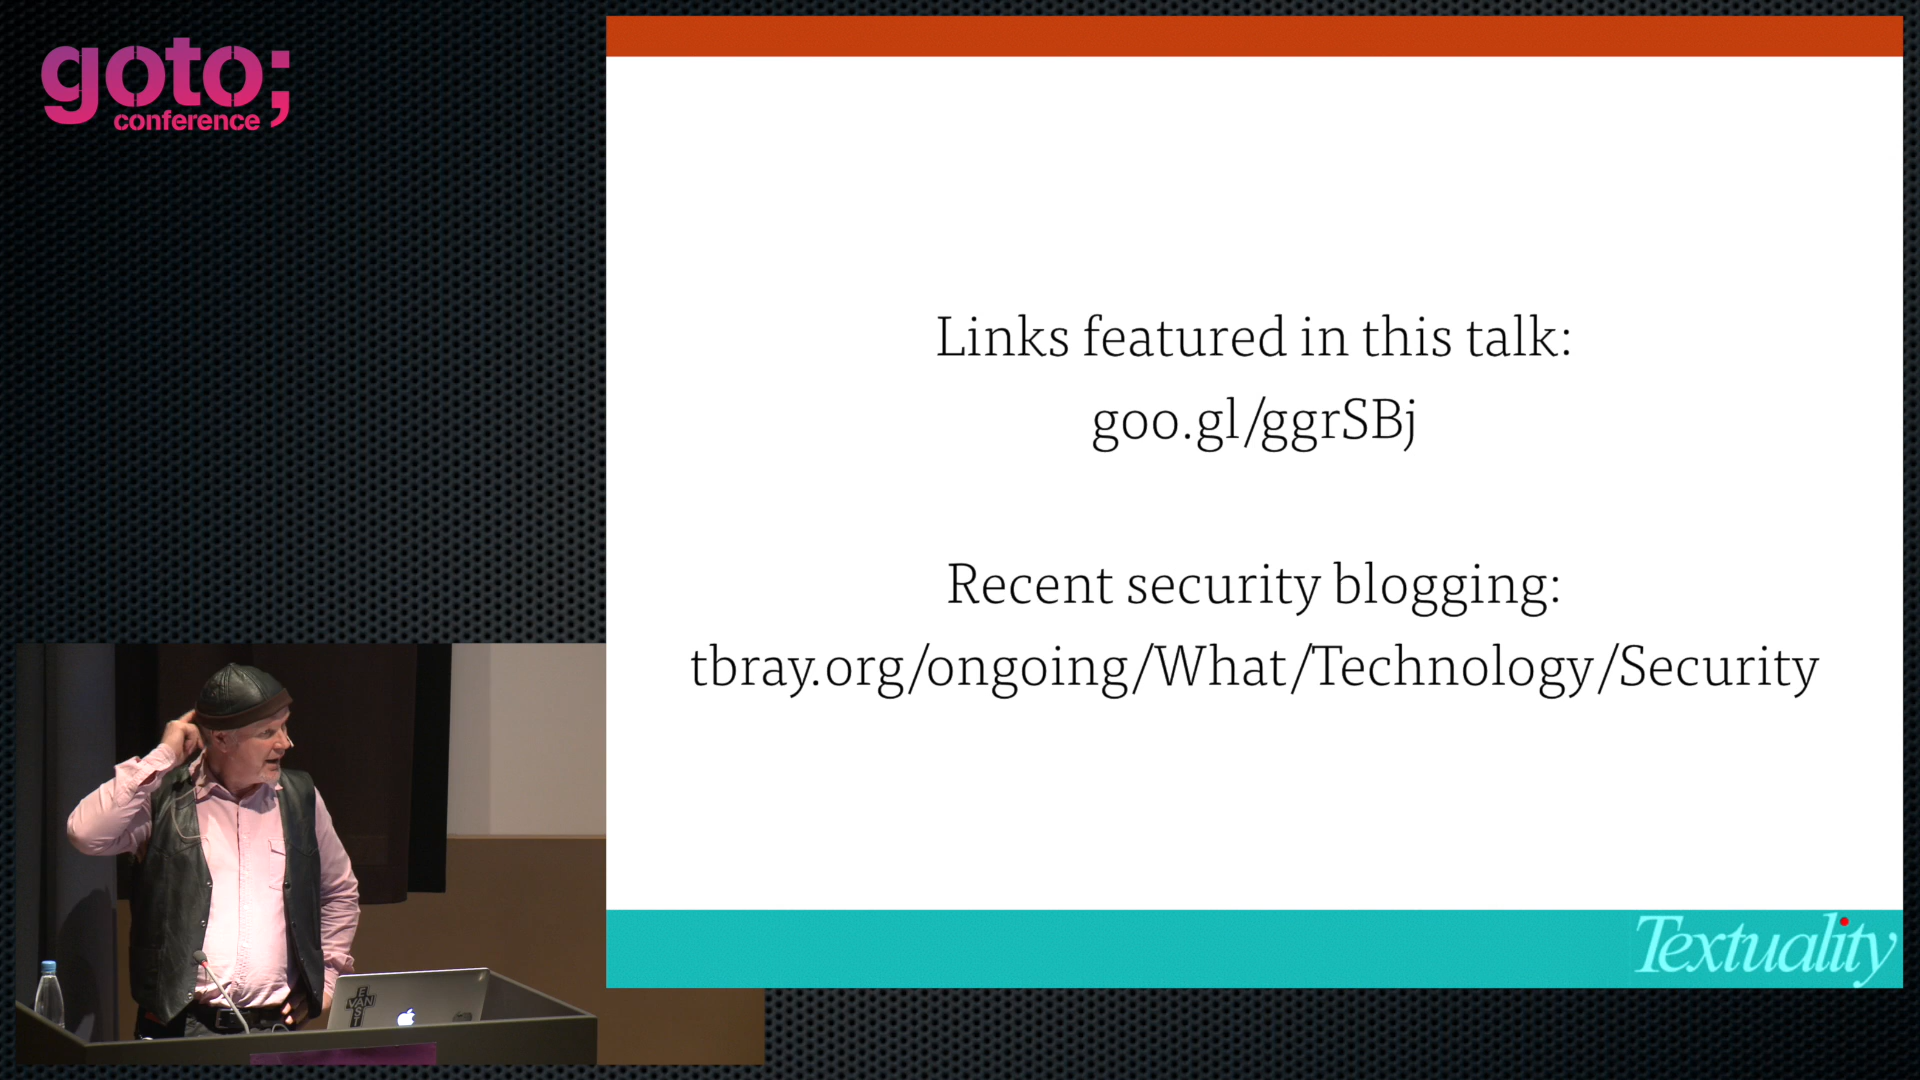 goto;
conference
Links featured in this talk:
goo.gl/ggrSBj
Recent security blogging:
tbray.org/ongoing/What/Technology/Security
Textuality
E
VAN
S
T